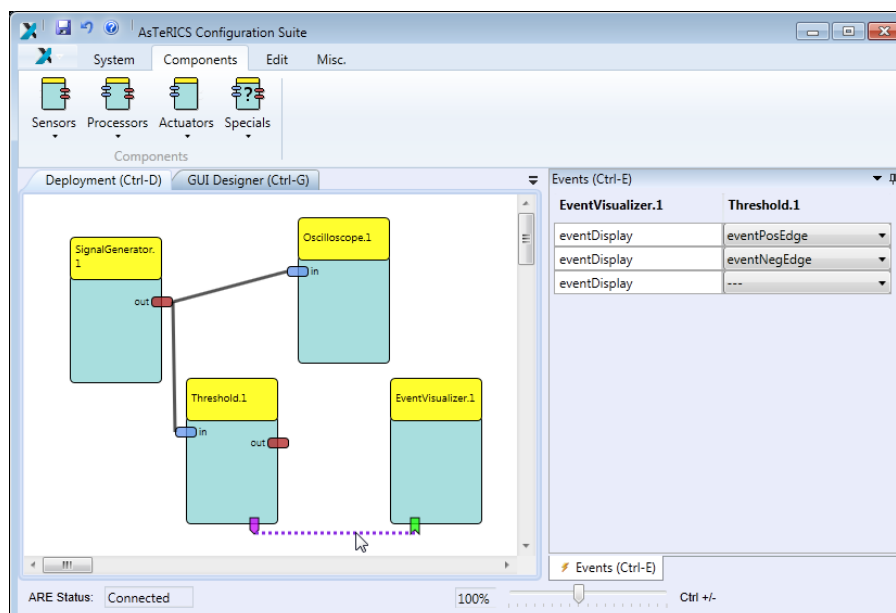 AsTeRICS Configuration Suite
System Components Edit Misc.
Sensors Processors Actuators Specials
Components
Deployment (Ctrl-D) GUI Designer (Ctrl-G)
SignalGenerator.
1
out
Oscilloscope.1
in
Threshold.1
in
out
EventVisualizer.1
Events (Ctrl-E)
EventVisualizer.1 Threshold.1
eventDisplay eventPosEdge
eventDisplay eventNegEdge
eventDisplay ---
Events (Ctrl-E)
ARE Status: Connected 100% Ctrl +/-